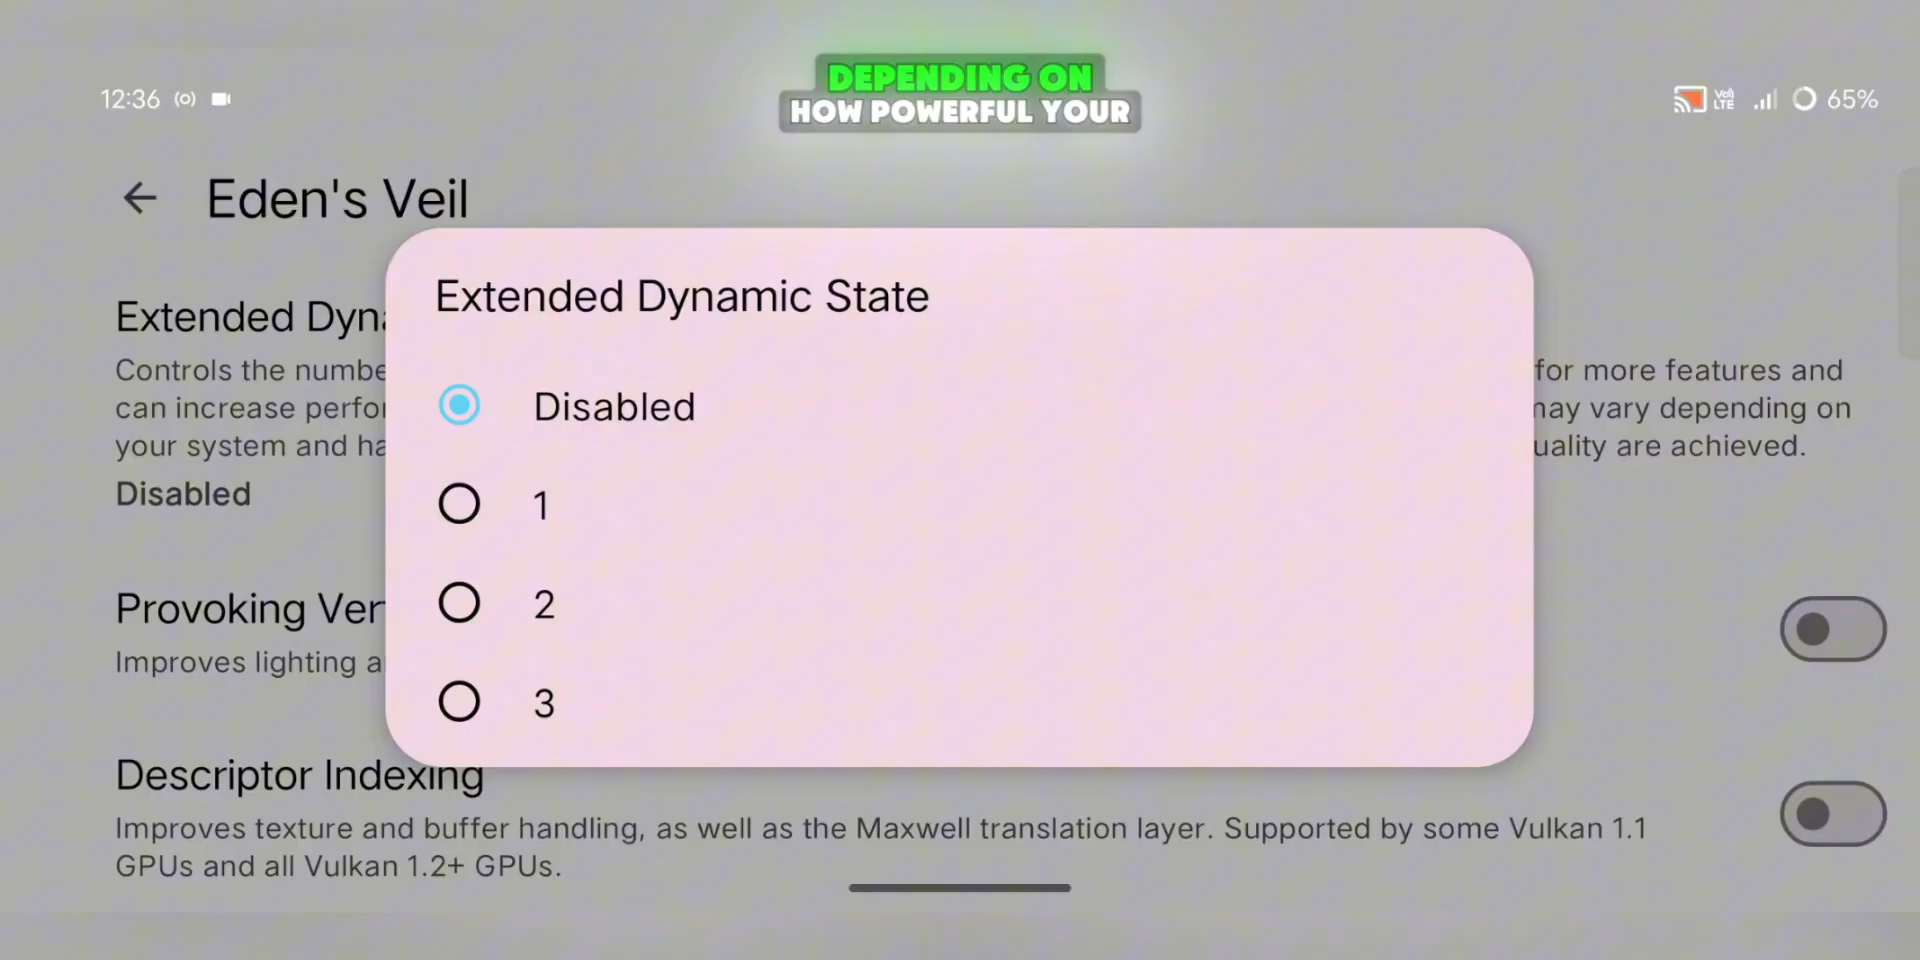 DEPENDING ON
HOW POWERFUL YOUR
12:36
Vo)) LTE
65%
Eden's Veil
Extended Dynamic State
Extended Dyn
Controls the numbe
for more features and
can increase perfor
may vary depending on
your system and ha
uality are achieved.
Disabled
Disabled
1
2
3
Provoking Ver
Improves lighting a
Descriptor Indexing
Improves texture and buffer handling, as well as the Maxwell translation layer. Supported by some Vulkan 1.1
GPUs and all Vulkan 1.2+ GPUs.